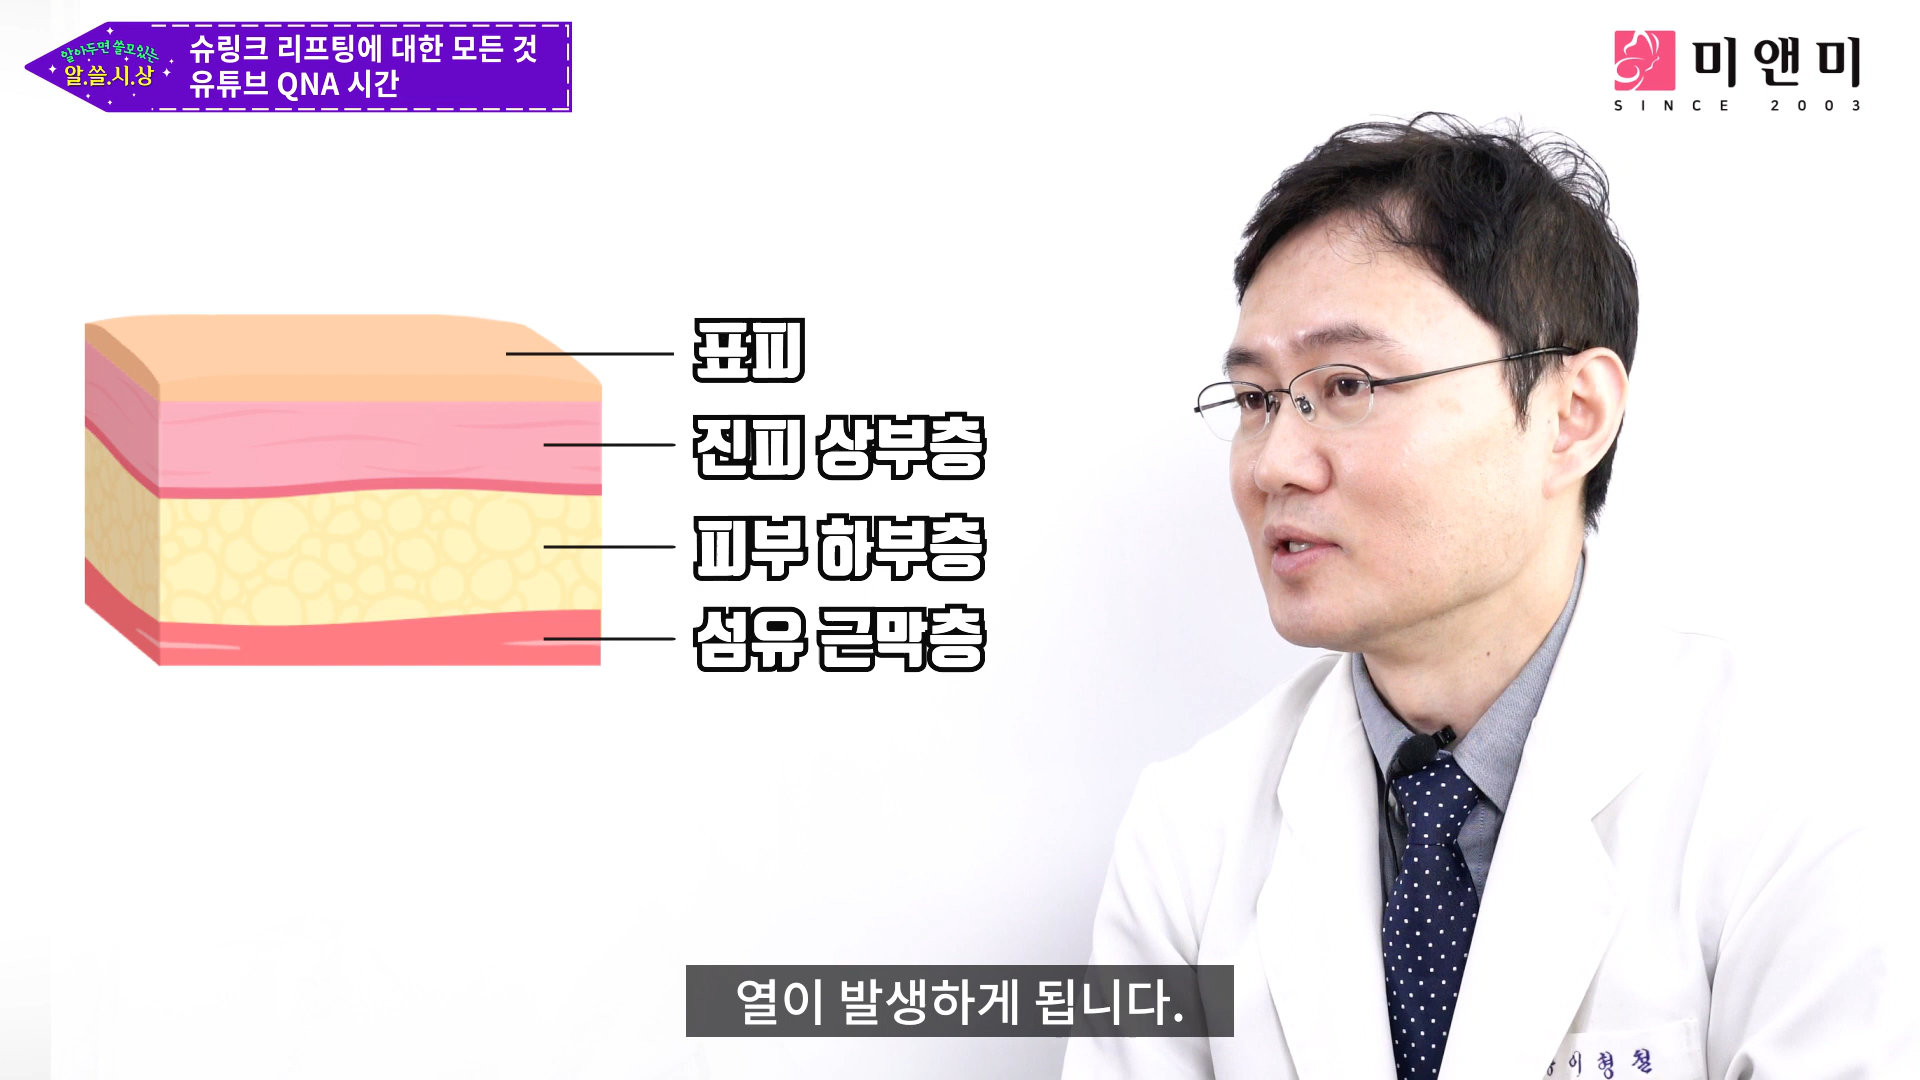 알아두면 쓸모있는
알.쓸.시.상
슈링크 리프팅에 대한 모든 것
유튜브 QNA 시간
미앤미
SINCE 2003
표피
진피 상부층
피부 하부층
섬유 근막층
열이 발생하게 됩니다.
이형철